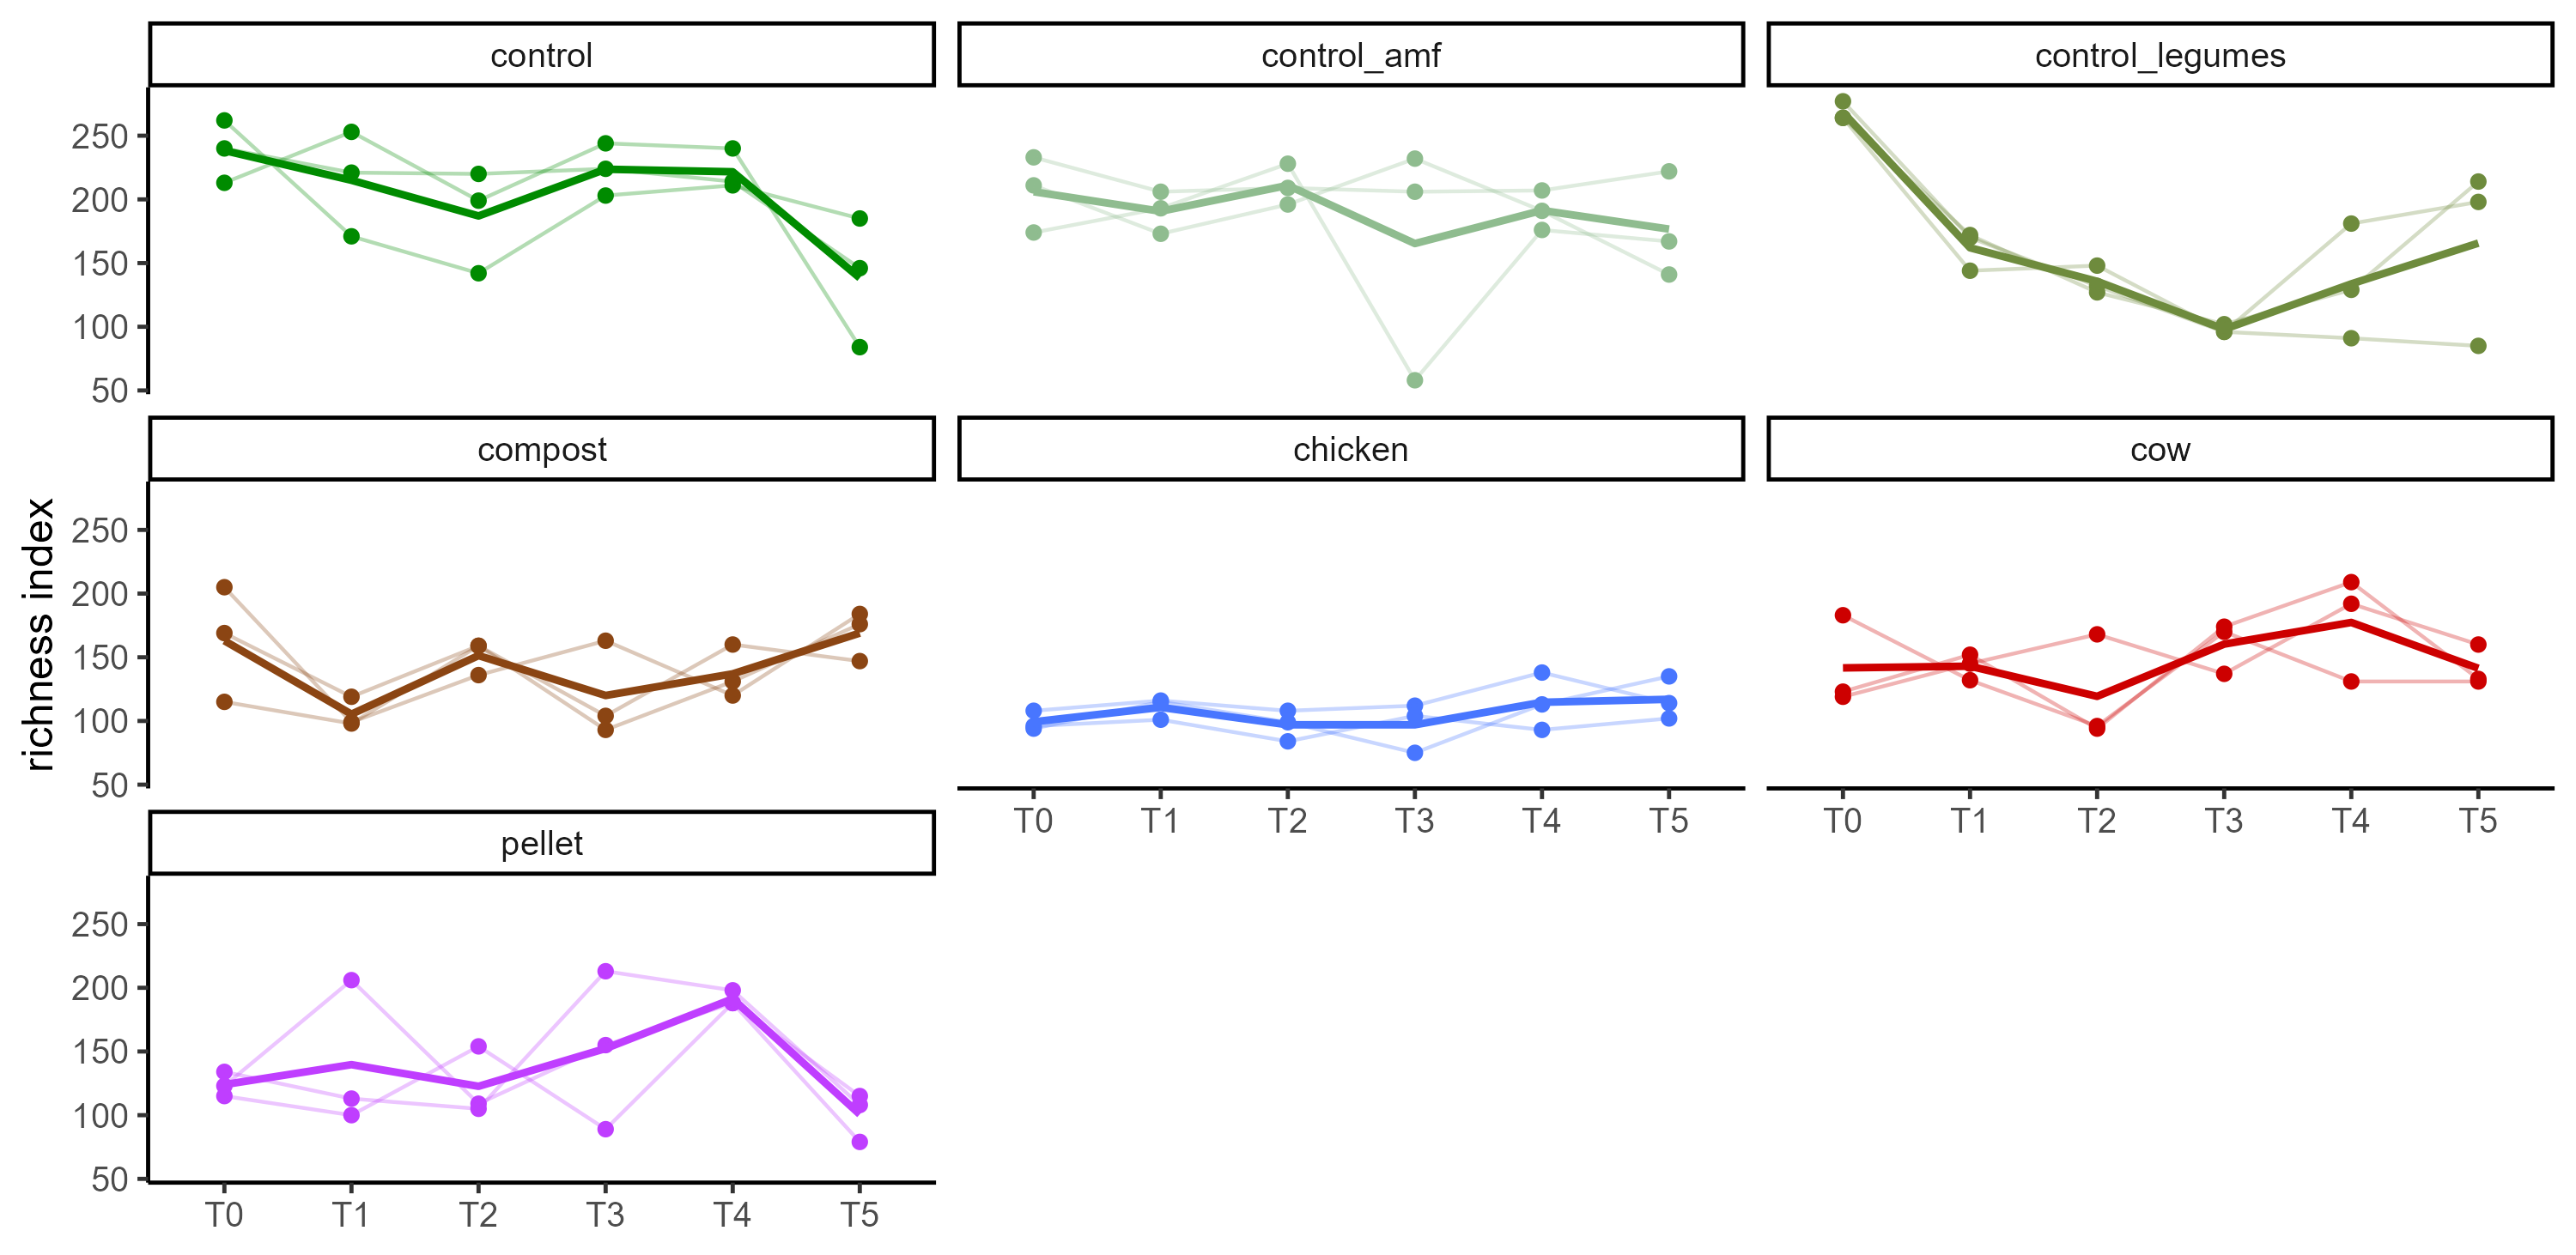 control
control_amf
control_legumes
250
200
150
100
50
compost
chicken
cow
richness index
250
200
150
100
50
T0 T1 T2 T3 T4 T5
T0 T1 T2 T3 T4 T5
pellet
250
200
150
100
50
T0 T1 T2 T3 T4 T5